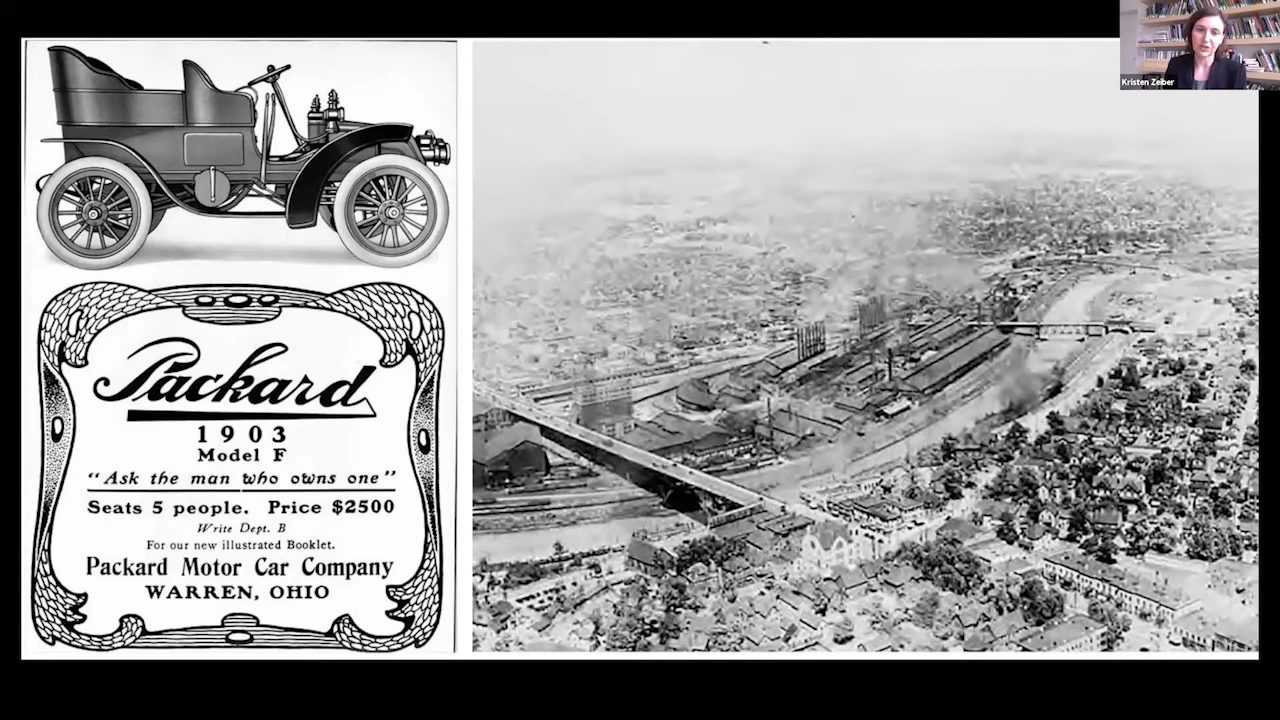 Kristen Zeiber
Packard
1903
Model F
"Ask the man who owns one"
Seats 5 people. Price $2500
Write Dept. B
For our new illustrated Booklet.
Packard Motor Car Company
WARREN, OHIO